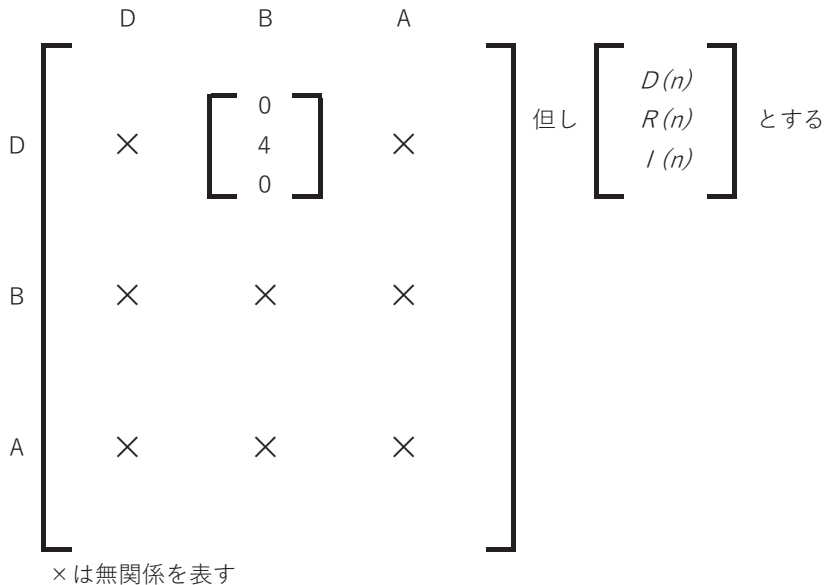 D B A
0
D × 4 ×
0
B × × ×
A × × ×
但し
D(n)
R(n)
I(n)
とする
×は無関係を表す